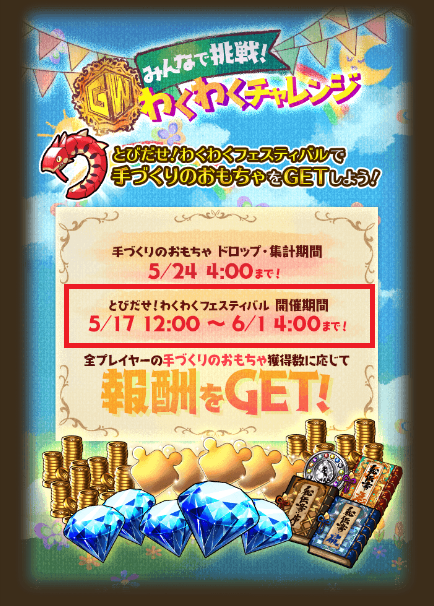 みんなで挑戦!
GW
わくわくチャレンジ
とびだせ!わくわくフェスティバルで
手づくりのおもちゃをGETしよう!
手づくりのおもちゃ ドロップ・集計期間
5/24 4:00まで!
とびだせ!わくわくフェスティバル 開催期間
5/17 12:00 ~ 6/1 4:00まで!
全プレイヤーの手づくりのおもちゃ獲得数に応じて
報酬をGET!